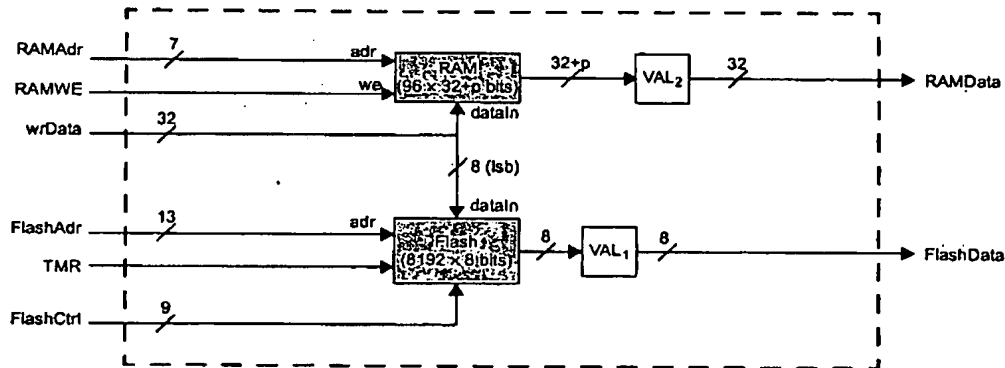 RAMAdr
7
adr
RAM
(96 x 32+p bits)
32+p
VAL2
32
RAMData
RAMWE
we
dataIn
wrData
32
8 (lsb)
dataIn
FlashAdr
13
adr
Flash
(8192 x 8 bits)
8
VAL1
8
FlashData
TMR
FlashCtrl
9